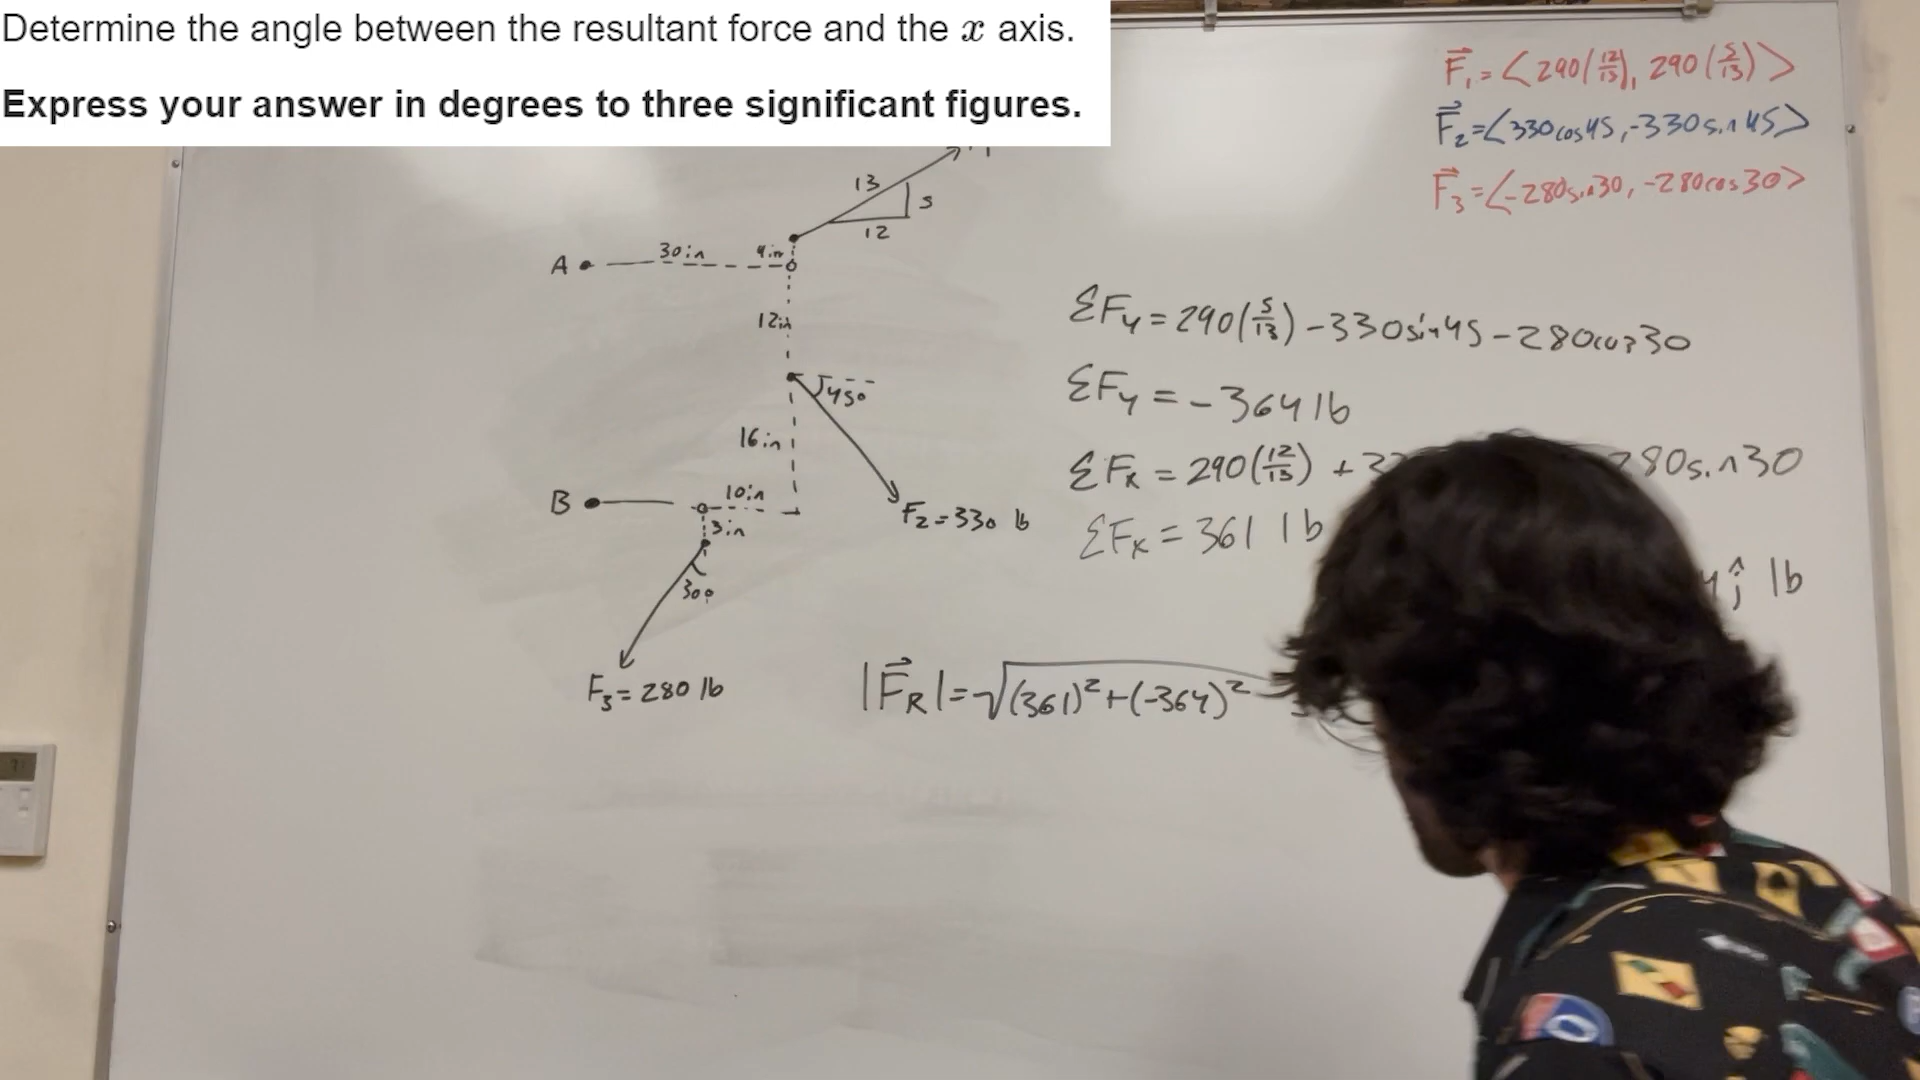 Determine the angle between the resultant force and the x axis.
Express your answer in degrees to three significant figures.
F⃗₁=<290(12/13), 290(5/13)>
F⃗₂=<330cos45,-330sin45>
F⃗₃=<-280sin30,-280cos30>
13
5
12
A
30in
4in
12in
45°
16in
B
10in
3in
F₂=330 lb
30°
F₃=280 lb
ΣFy=290(5/13)-330sin45-280cos30
ΣFy=-364 lb
ΣFx=290(12/13)+ 280sin30
ΣFx=361 lb
ĵ lb
|F⃗R|=√(361)²+(-364)²